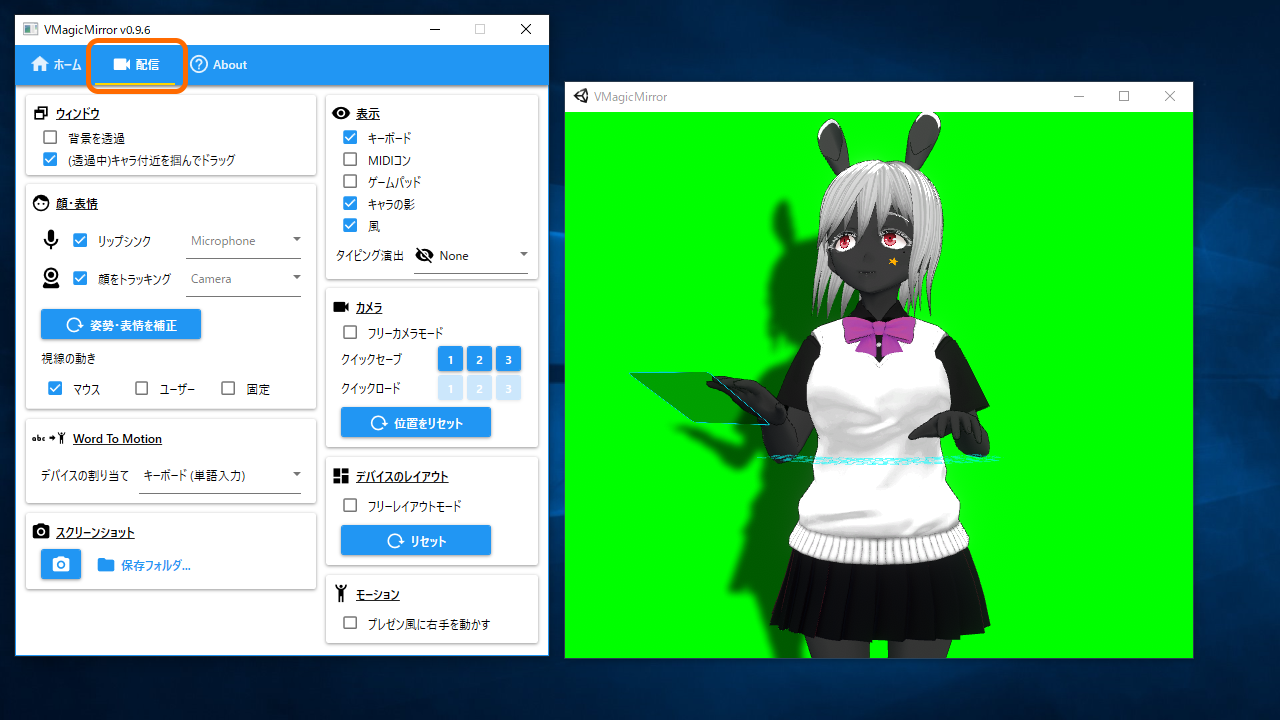 VMagicMirror v0.9.6
ホーム
配信
About
ウィンドウ
背景を透過
(透過中)キャラ付近を掴んでドラッグ
顔・表情
リップシンク
Microphone
顔をトラッキング
Camera
姿勢・表情を補正
視線の動き
マウス
ユーザー
固定
abc
Word To Motion
デバイスの割り当て
キーボード (単語入力)
スクリーンショット
保存フォルダ...
表示
キーボード
MIDIコン
ゲームパッド
キャラの影
風
タイピング演出
None
カメラ
フリーカメラモード
クイックセーブ
1 2 3
クイックロード
1 2 3
位置をリセット
デバイスのレイアウト
フリーレイアウトモード
リセット
モーション
プレゼン風に右手を動かす
VMagicMirror